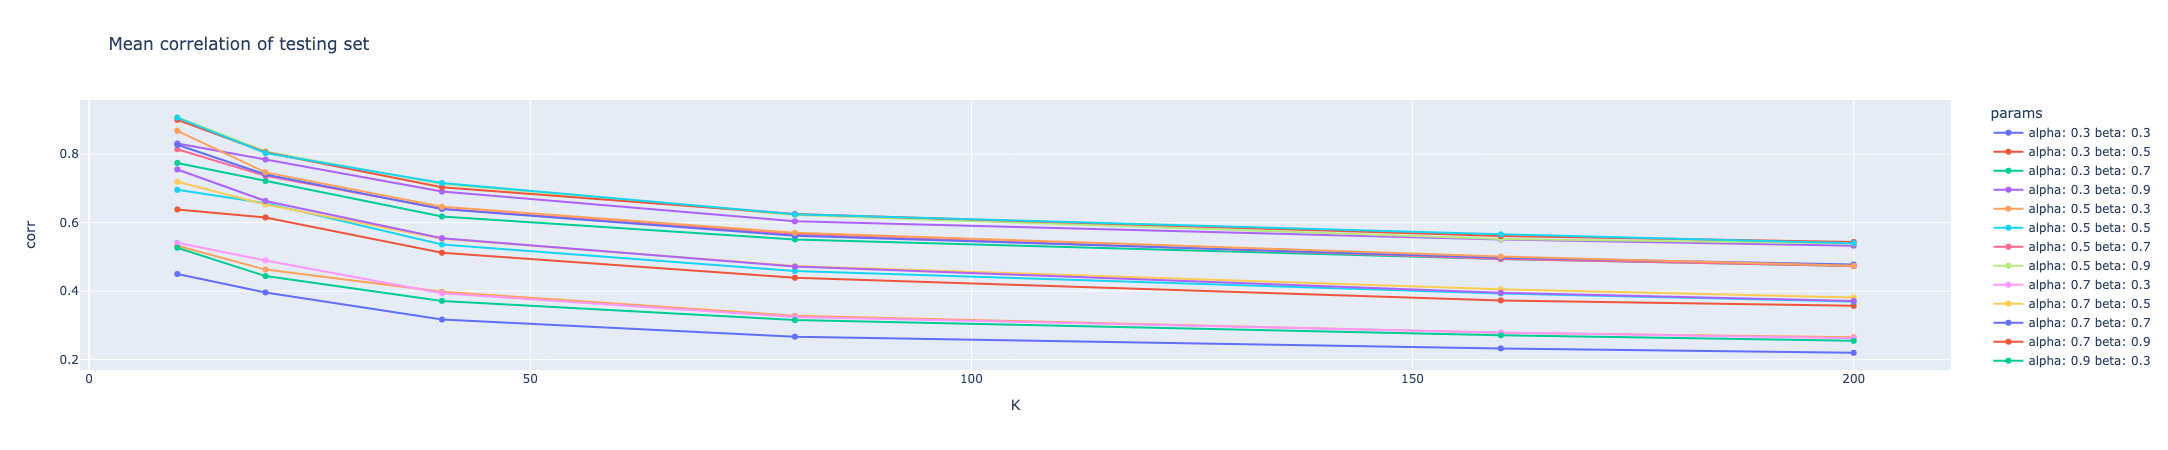 Mean correlation of testing set
params
alpha: 0.3 beta: 0.3
alpha: 0.3 beta: 0.5
alpha: 0.3 beta: 0.7
alpha: 0.3 beta: 0.9
alpha: 0.5 beta: 0.3
alpha: 0.5 beta: 0.5
alpha: 0.5 beta: 0.7
alpha: 0.5 beta: 0.9
alpha: 0.7 beta: 0.3
alpha: 0.7 beta: 0.5
alpha: 0.7 beta: 0.7
alpha: 0.7 beta: 0.9
alpha: 0.9 beta: 0.3
corr
0.8
0.6
0.4
0.2
0 50 100 150 200
K